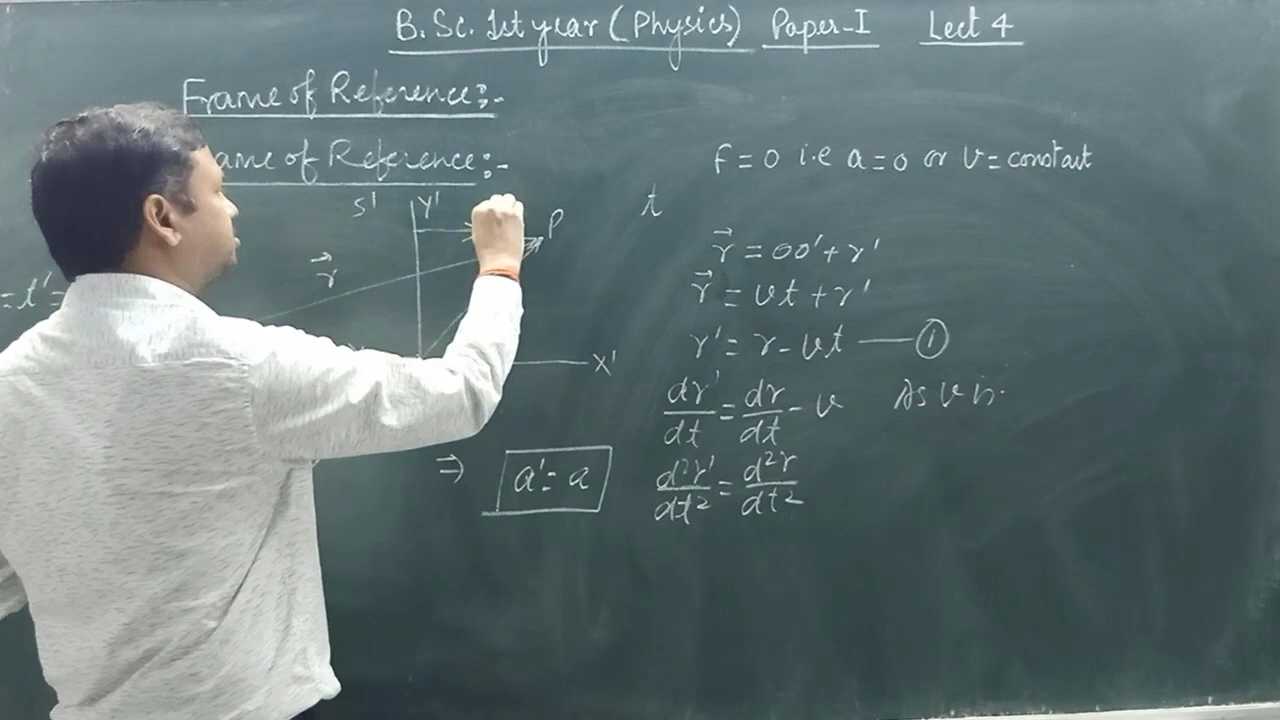 B.Sc. 1st year (Physics) Paper-I Lect 4
Frame of Reference:-
ame of Reference:-
F = 0 i.e a = 0 or v = constant
S' Y' P t
r⃗
r⃗ = oo' + r'
= t' =
r⃗ = vt + r'
r' = r - vt —— ①
X'
dr'/dt = dr/dt - v As v is
⇒ a' = a
d²r'/dt² = d²r/dt²